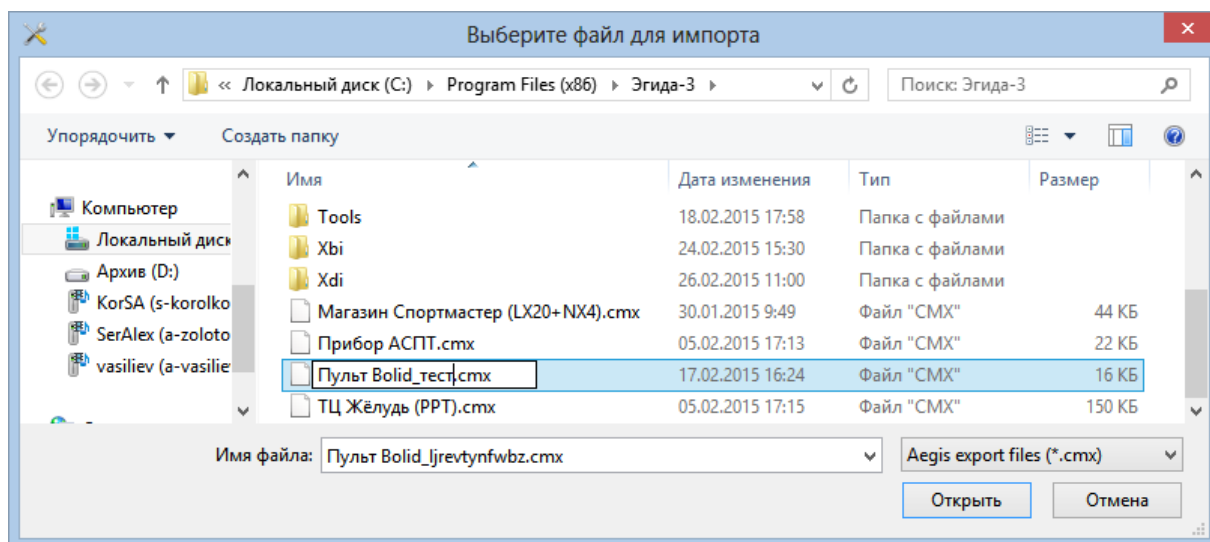 Выберите файл для импорта
« Локальный диск (C:) Program Files (x86) Эгида-3 Поиск: Эгида-3
Упорядочить Создать папку
Имя Дата изменения Тип Размер
Компьютер
Локальный диск
Архив (D:)
KorSA (s-korolko
SerAlex (a-zoloto
vasiliev (a-vasilie
Tools 18.02.2015 17:58 Папка с файлами
Xbi 24.02.2015 15:30 Папка с файлами
Xdi 26.02.2015 11:00 Папка с файлами
Магазин Спортмастер (LX20+NX4).cmx 30.01.2015 9:49 Файл "CMX" 44 КБ
Прибор АСПТ.cmx 05.02.2015 17:13 Файл "CMX" 22 КБ
Пульт Bolid_тест.cmx 17.02.2015 16:24 Файл "CMX" 16 КБ
ТЦ Жёлудь (PPT).cmx 05.02.2015 17:15 Файл "CMX" 150 КБ
Имя файла: Пульт Bolid_ljrevtynfwbz.cmx Aegis export files (*.cmx)
Открыть Отмена